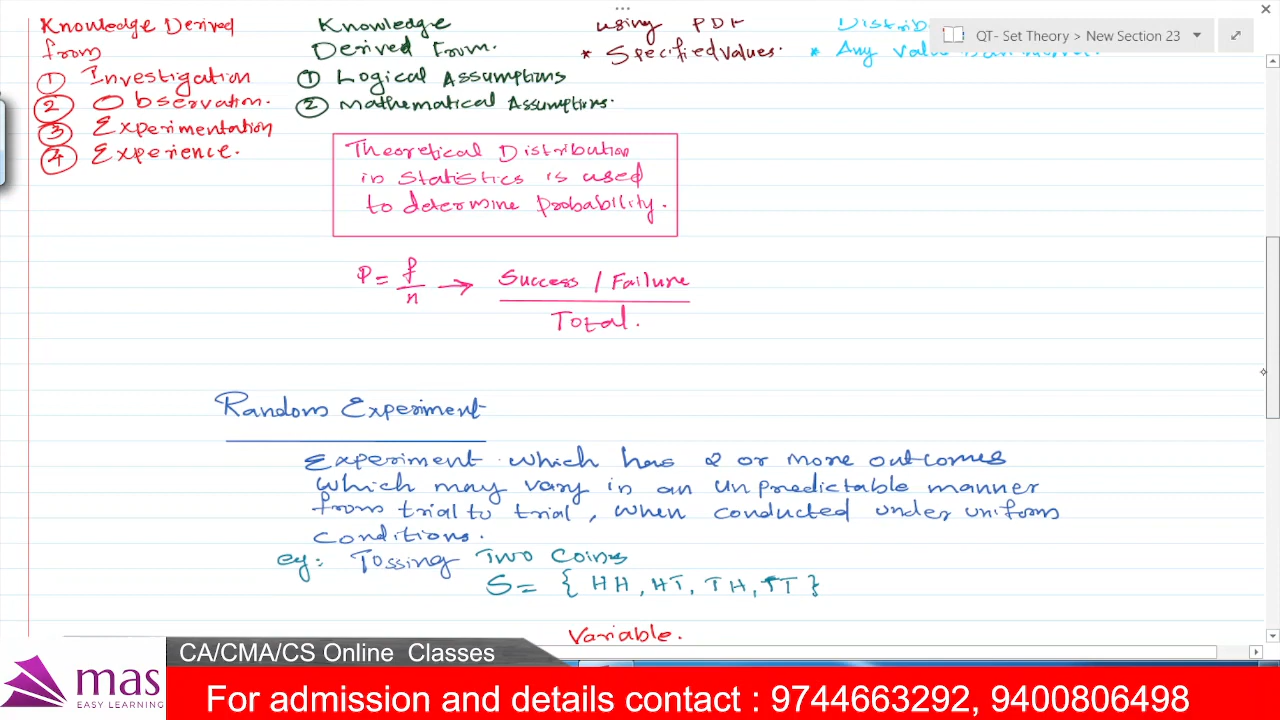 Knowledge Derived
from
① Investigation
② Observation.
③ Experimentation
④ Experience.
Knowledge
Derived From.
① Logical Assumptions
② Mathematical Assumptions.
using PDF
* Specified values.
* Any Value
QT- Set Theory > New Section 23
Theoretical Distribution
in Statistics is used
to determine probability.
P = f/n → Success / Failure
Total.
Random Experiment
Experiment which has 2 or more outcomes
which may vary in an unpredictable manner
from trial to trial, when conducted under uniform
conditions.
eg: Tossing Two Coins
S = { HH, HT, TH, TT }
Variable.
CA/CMA/CS Online Classes
mas
EASY LEARNING
For admission and details contact : 9744663292, 9400806498